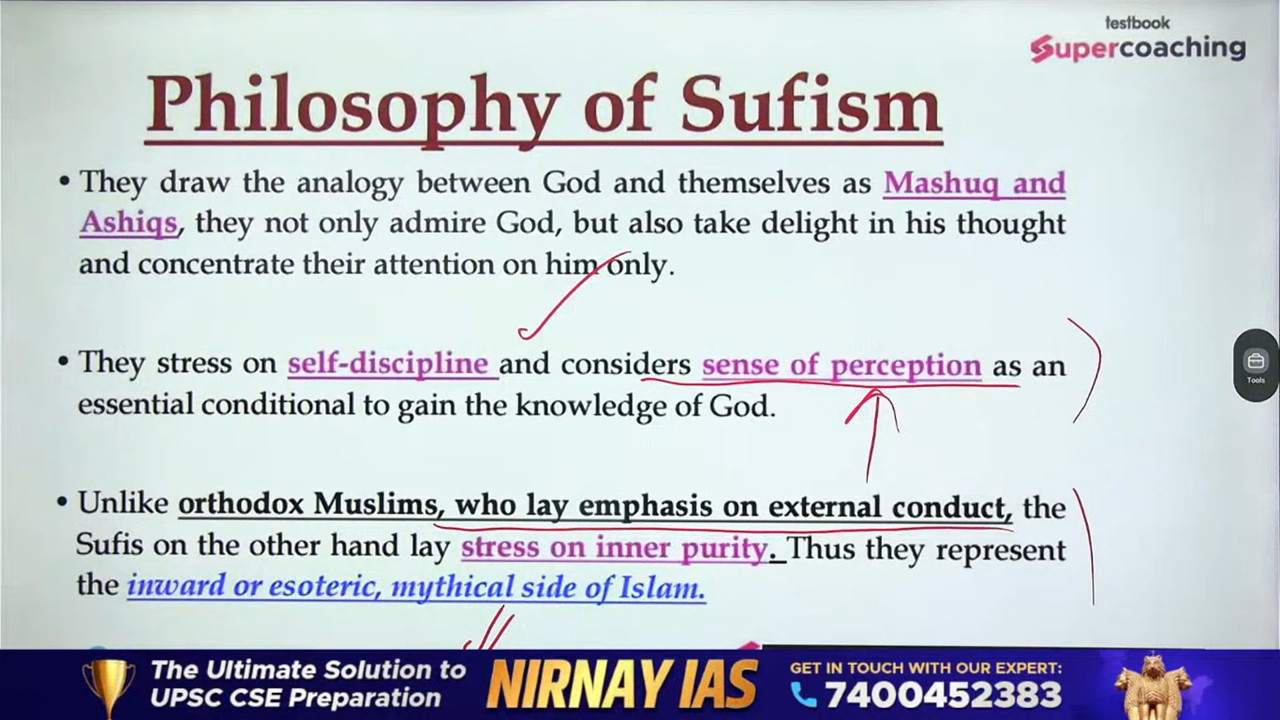 testbook
Supercoaching
Philosophy of Sufism
• They draw the analogy between God and themselves as Mashuq and
Ashiqs, they not only admire God, but also take delight in his thought
and concentrate their attention on him only.
• They stress on self-discipline and considers sense of perception as an
essential conditional to gain the knowledge of God.
• Unlike orthodox Muslims, who lay emphasis on external conduct, the
Sufis on the other hand lay stress on inner purity. Thus they represent
the inward or esoteric, mythical side of Islam.
Tools
The Ultimate Solution to
UPSC CSE Preparation
NIRNAY IAS
GET IN TOUCH WITH OUR EXPERT:
7400452383